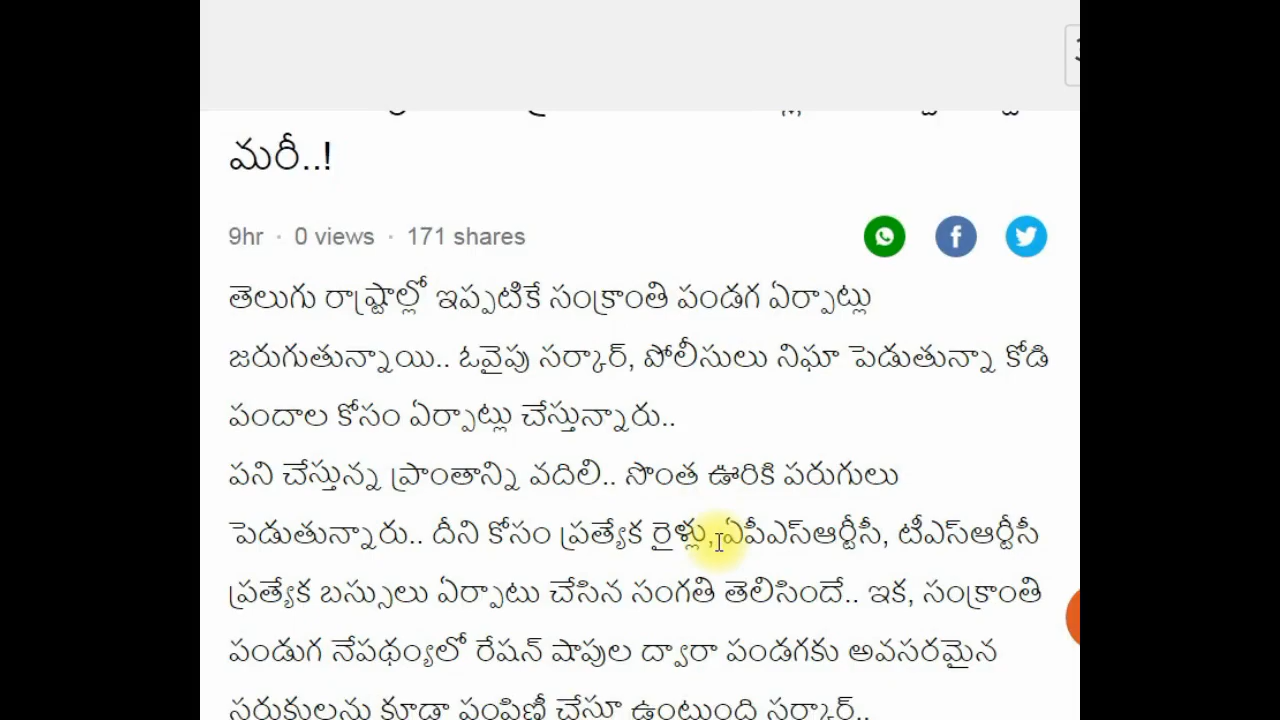 మరీ..!
9hr · 0 views · 171 shares
తెలుగు రాష్ట్రాల్లో ఇప్పటికే సంక్రాంతి పండగ ఏర్పాట్లు
జరుగుతున్నాయి.. ఓవైపు సర్కార్, పోలీసులు నిఘా పెడుతున్నా కోడి
పందాల కోసం ఏర్పాట్లు చేస్తున్నారు..
పని చేస్తున్న ప్రాంతాన్ని వదిలి.. సొంత ఊరికి పరుగులు
పెడుతున్నారు.. దీని కోసం ప్రత్యేక రైళ్లు, ఏపీఎస్ఆర్టీసీ, టీఎస్ఆర్టీసీ
ప్రత్యేక బస్సులు ఏర్పాటు చేసిన సంగతి తెలిసిందే.. ఇక, సంక్రాంతి
పండుగ నేపథ్యంలో రేషన్ షాపుల ద్వారా పండగకు అవసరమైన
సరుకులను కూడా పంపిణీ చేస్తూ ఉంటుంది సర్కార్..